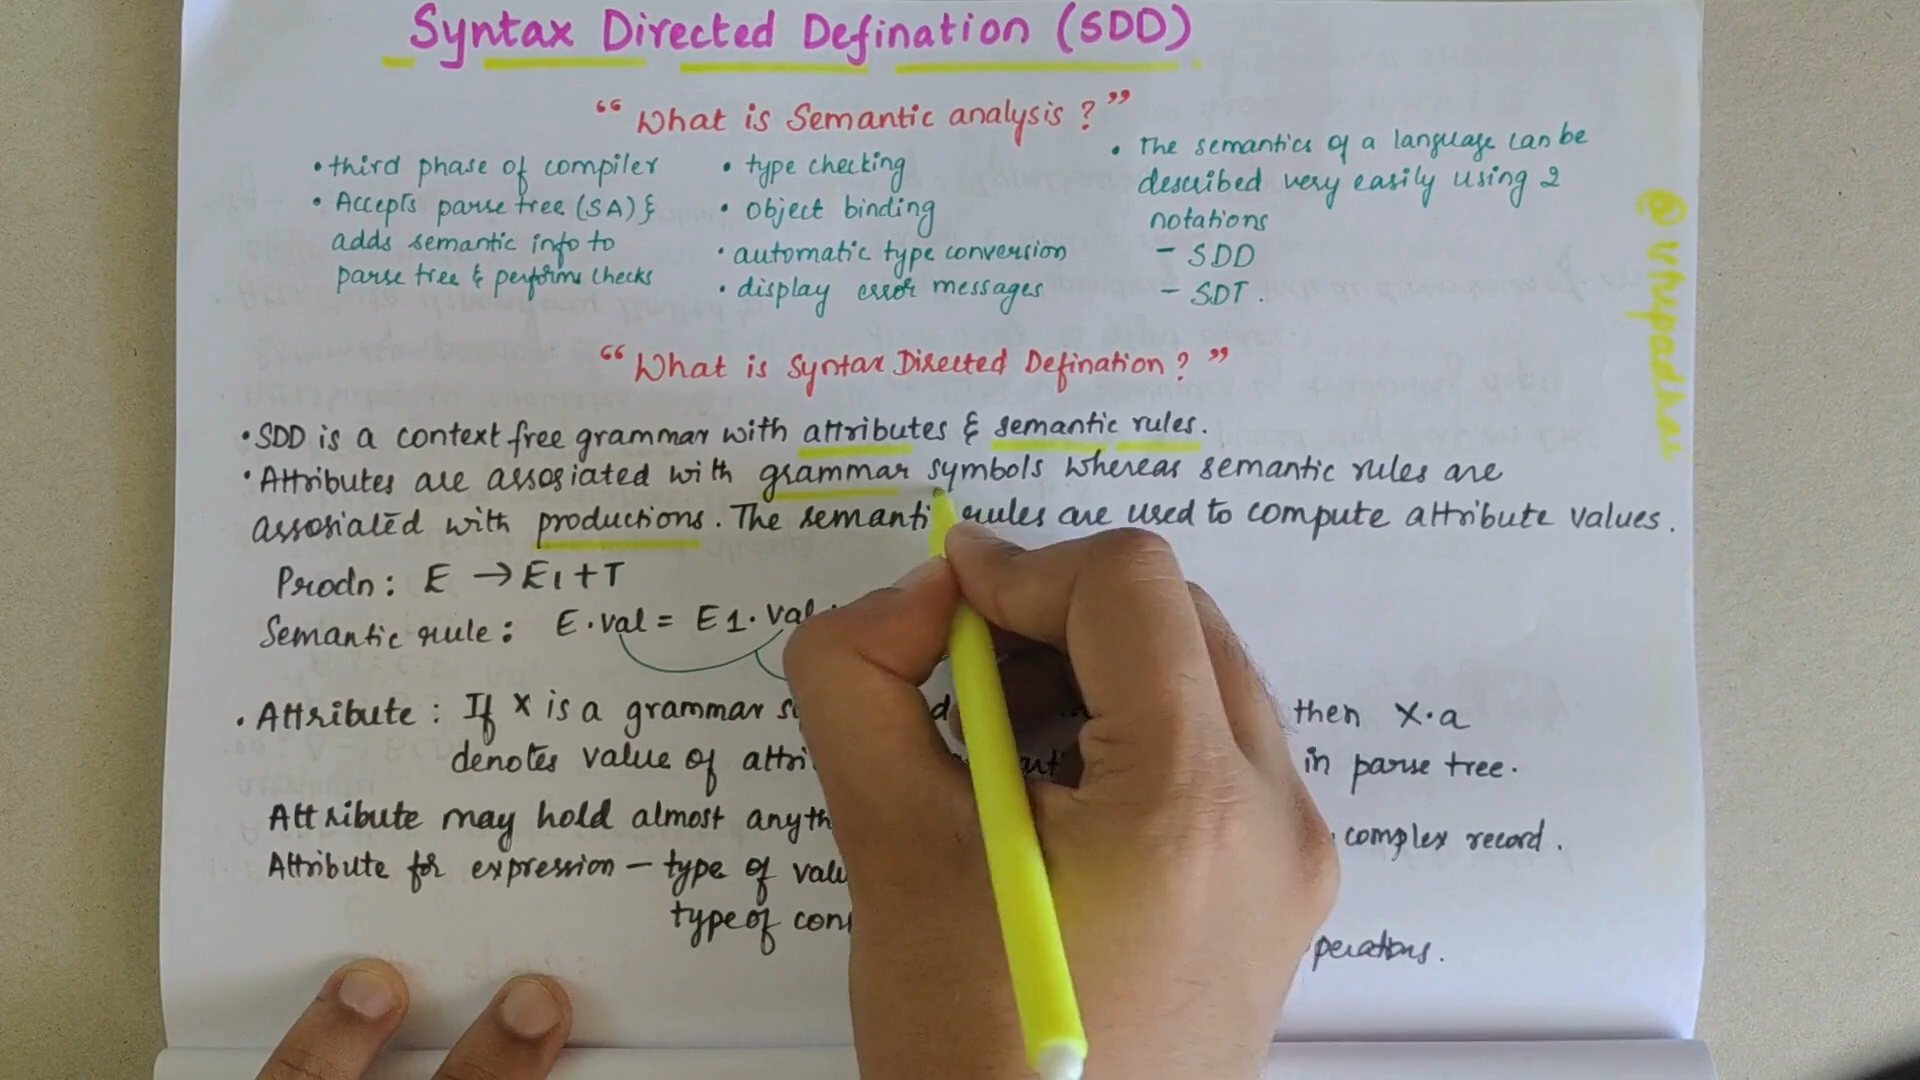 Syntax Directed Defination (SDD)
“ What is Semantic analysis ? ”
• third phase of compiler
• Accepts parse tree (SA) &
adds semantic info to
parse tree & performs checks
• type checking
• object binding
• automatic type conversion
• display error messages
• The semantics of a language can be
described very easily using 2
notations
- SDD
- SDT .
@vtupadhai
“ What is Syntax Directed Defination ? ”
• SDD is a context free grammar with attributes & semantic rules.
• Attributes are assosiated with grammar symbols whereas semantic rules are
assosiated with productions. The semanti rules are used to compute attribute values.
Prodn : E → E1+T
Semantic rule : E.val = E1.val
• Attribute : If x is a grammar then X.a
denotes value of in parse tree.
Attribute may hold almost complex record.
Attribute for expression - type of
type of